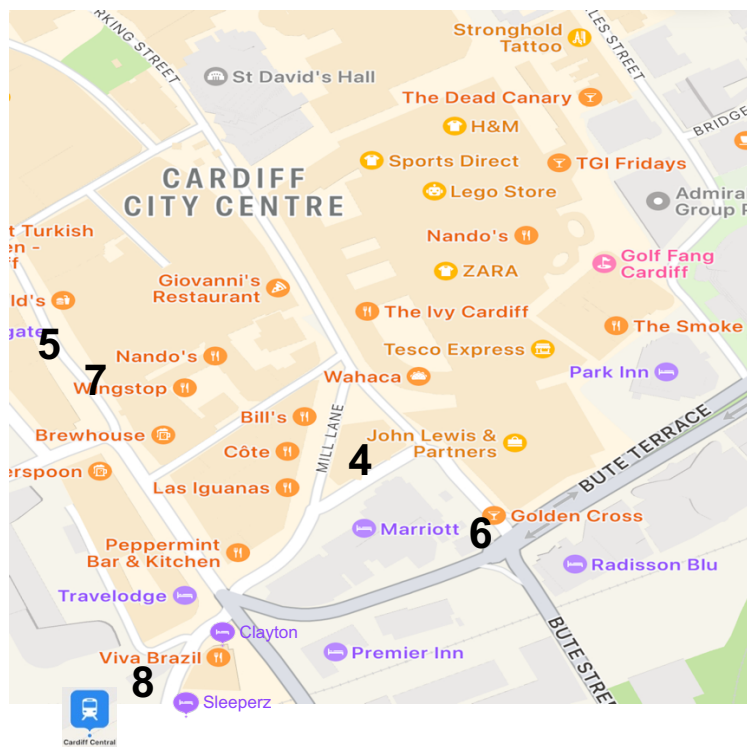 Stronghold
Tattoo
ARKING STREET
LES STREET
St David's Hall
The Dead Canary
H&M
BRIDGE
Sports Direct
TGI Fridays
CARDIFF
CITY CENTRE
Lego Store
Admira
Group P
t Turkish
en -
ff
Nando's
Golf Fang
Cardiff
ZARA
Giovanni's
Restaurant
ld's
The Ivy Cardiff
The Smoke
gate
5
Nando's
Tesco Express
7
Wingstop
Wahaca
Park Inn
Bill's
MILL LANE
Brewhouse
John Lewis &
Partners
BUTE TERRACE
Côte
4
erspoon
Las Iguanas
Marriott
6
Golden Cross
Peppermint
Bar & Kitchen
Radisson Blu
Travelodge
Clayton
BUTE STRE
Viva Brazil
Premier Inn
8
Sleeperz
Cardiff Central